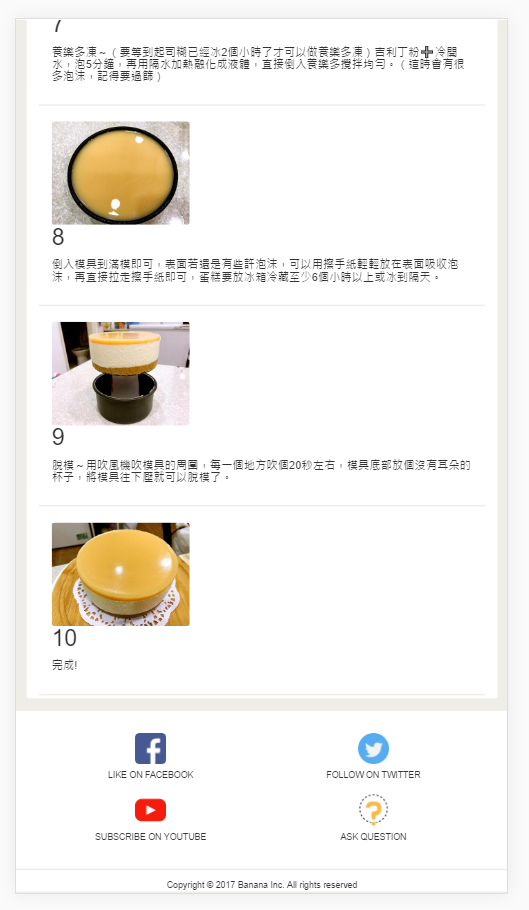 7
養樂多凍～（要等到起司糊已經冰2個小時了才可以做養樂多凍）吉利丁粉➕冷開
水，泡5分鐘，再用隔水加熱融化成液體，直接倒入養樂多攪拌均勻。（這時會有很
多泡沫，記得要過篩）
8
倒入模具到滿模即可，表面若還是有些許泡沫，可以用擦手紙輕輕放在表面吸收泡
沫，再直接拉走擦手紙即可，蛋糕要放冰箱冷藏至少6個小時以上或冰到隔天。
9
脫模～用吹風機吹模具的周圍，每一個地方吹個20秒左右，模具底部放個沒有耳朵的
杯子，將模具往下壓就可以脫模了。
10
完成!
LIKE ON FACEBOOK
FOLLOW ON TWITTER
SUBSCRIBE ON YOUTUBE
ASK QUESTION
Copyright © 2017 Banana Inc. All rights reserved